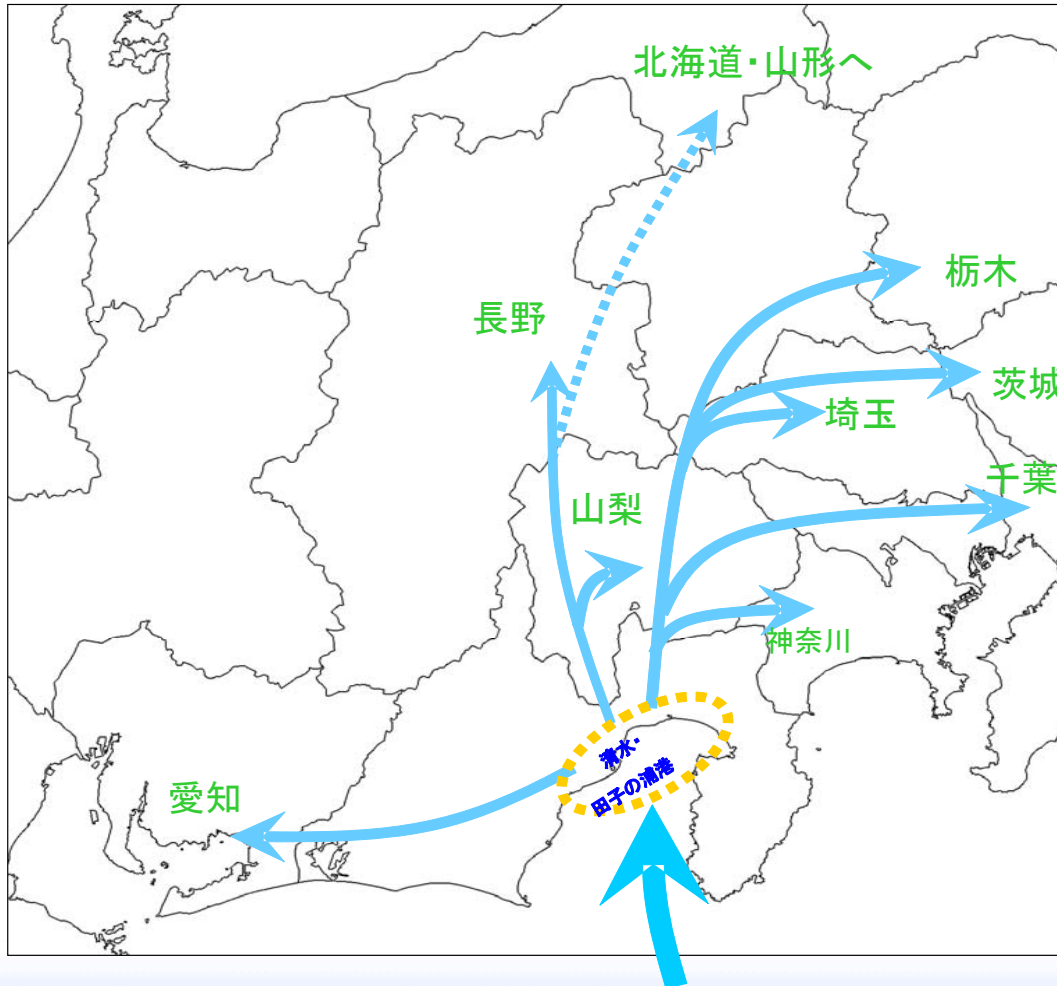 北海道・山形へ
栃木
長野
茨城
埼玉
千葉
山梨
神奈川
清水・
田子の浦港
愛知